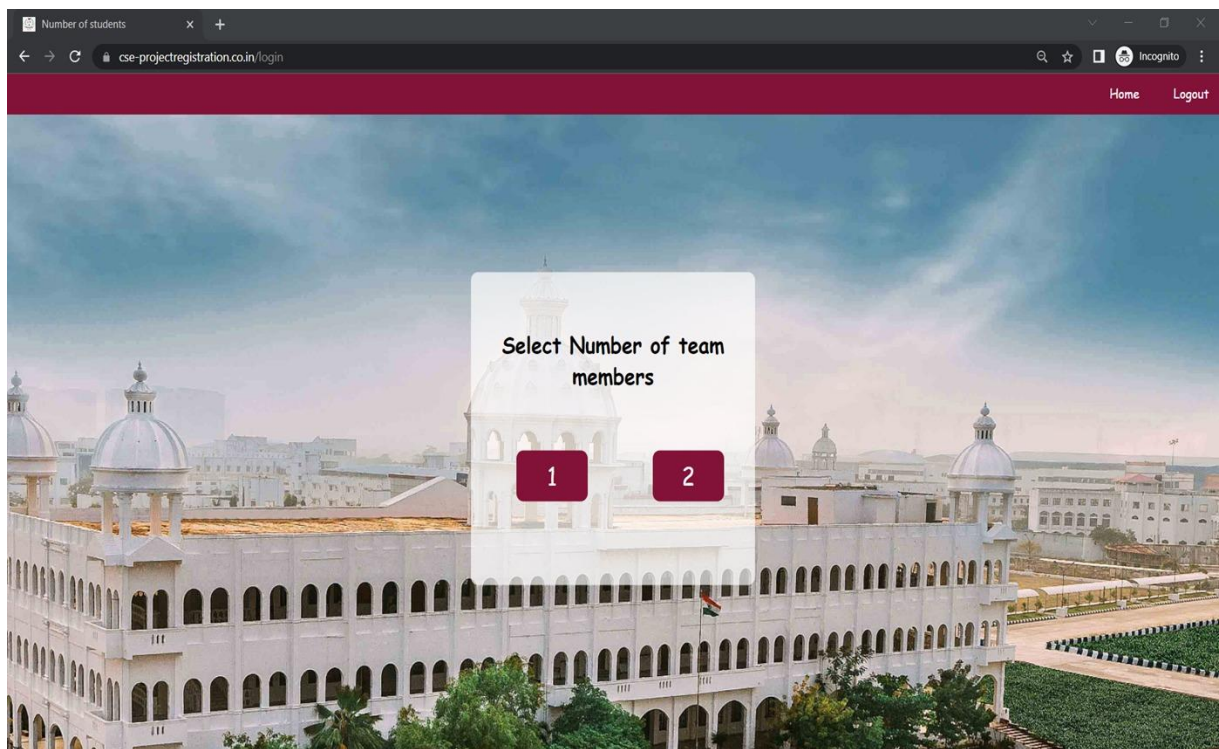 Number of students
cse-projectregistration.co.in/login
Incognito
Home Logout
Select Number of team
members
1 2